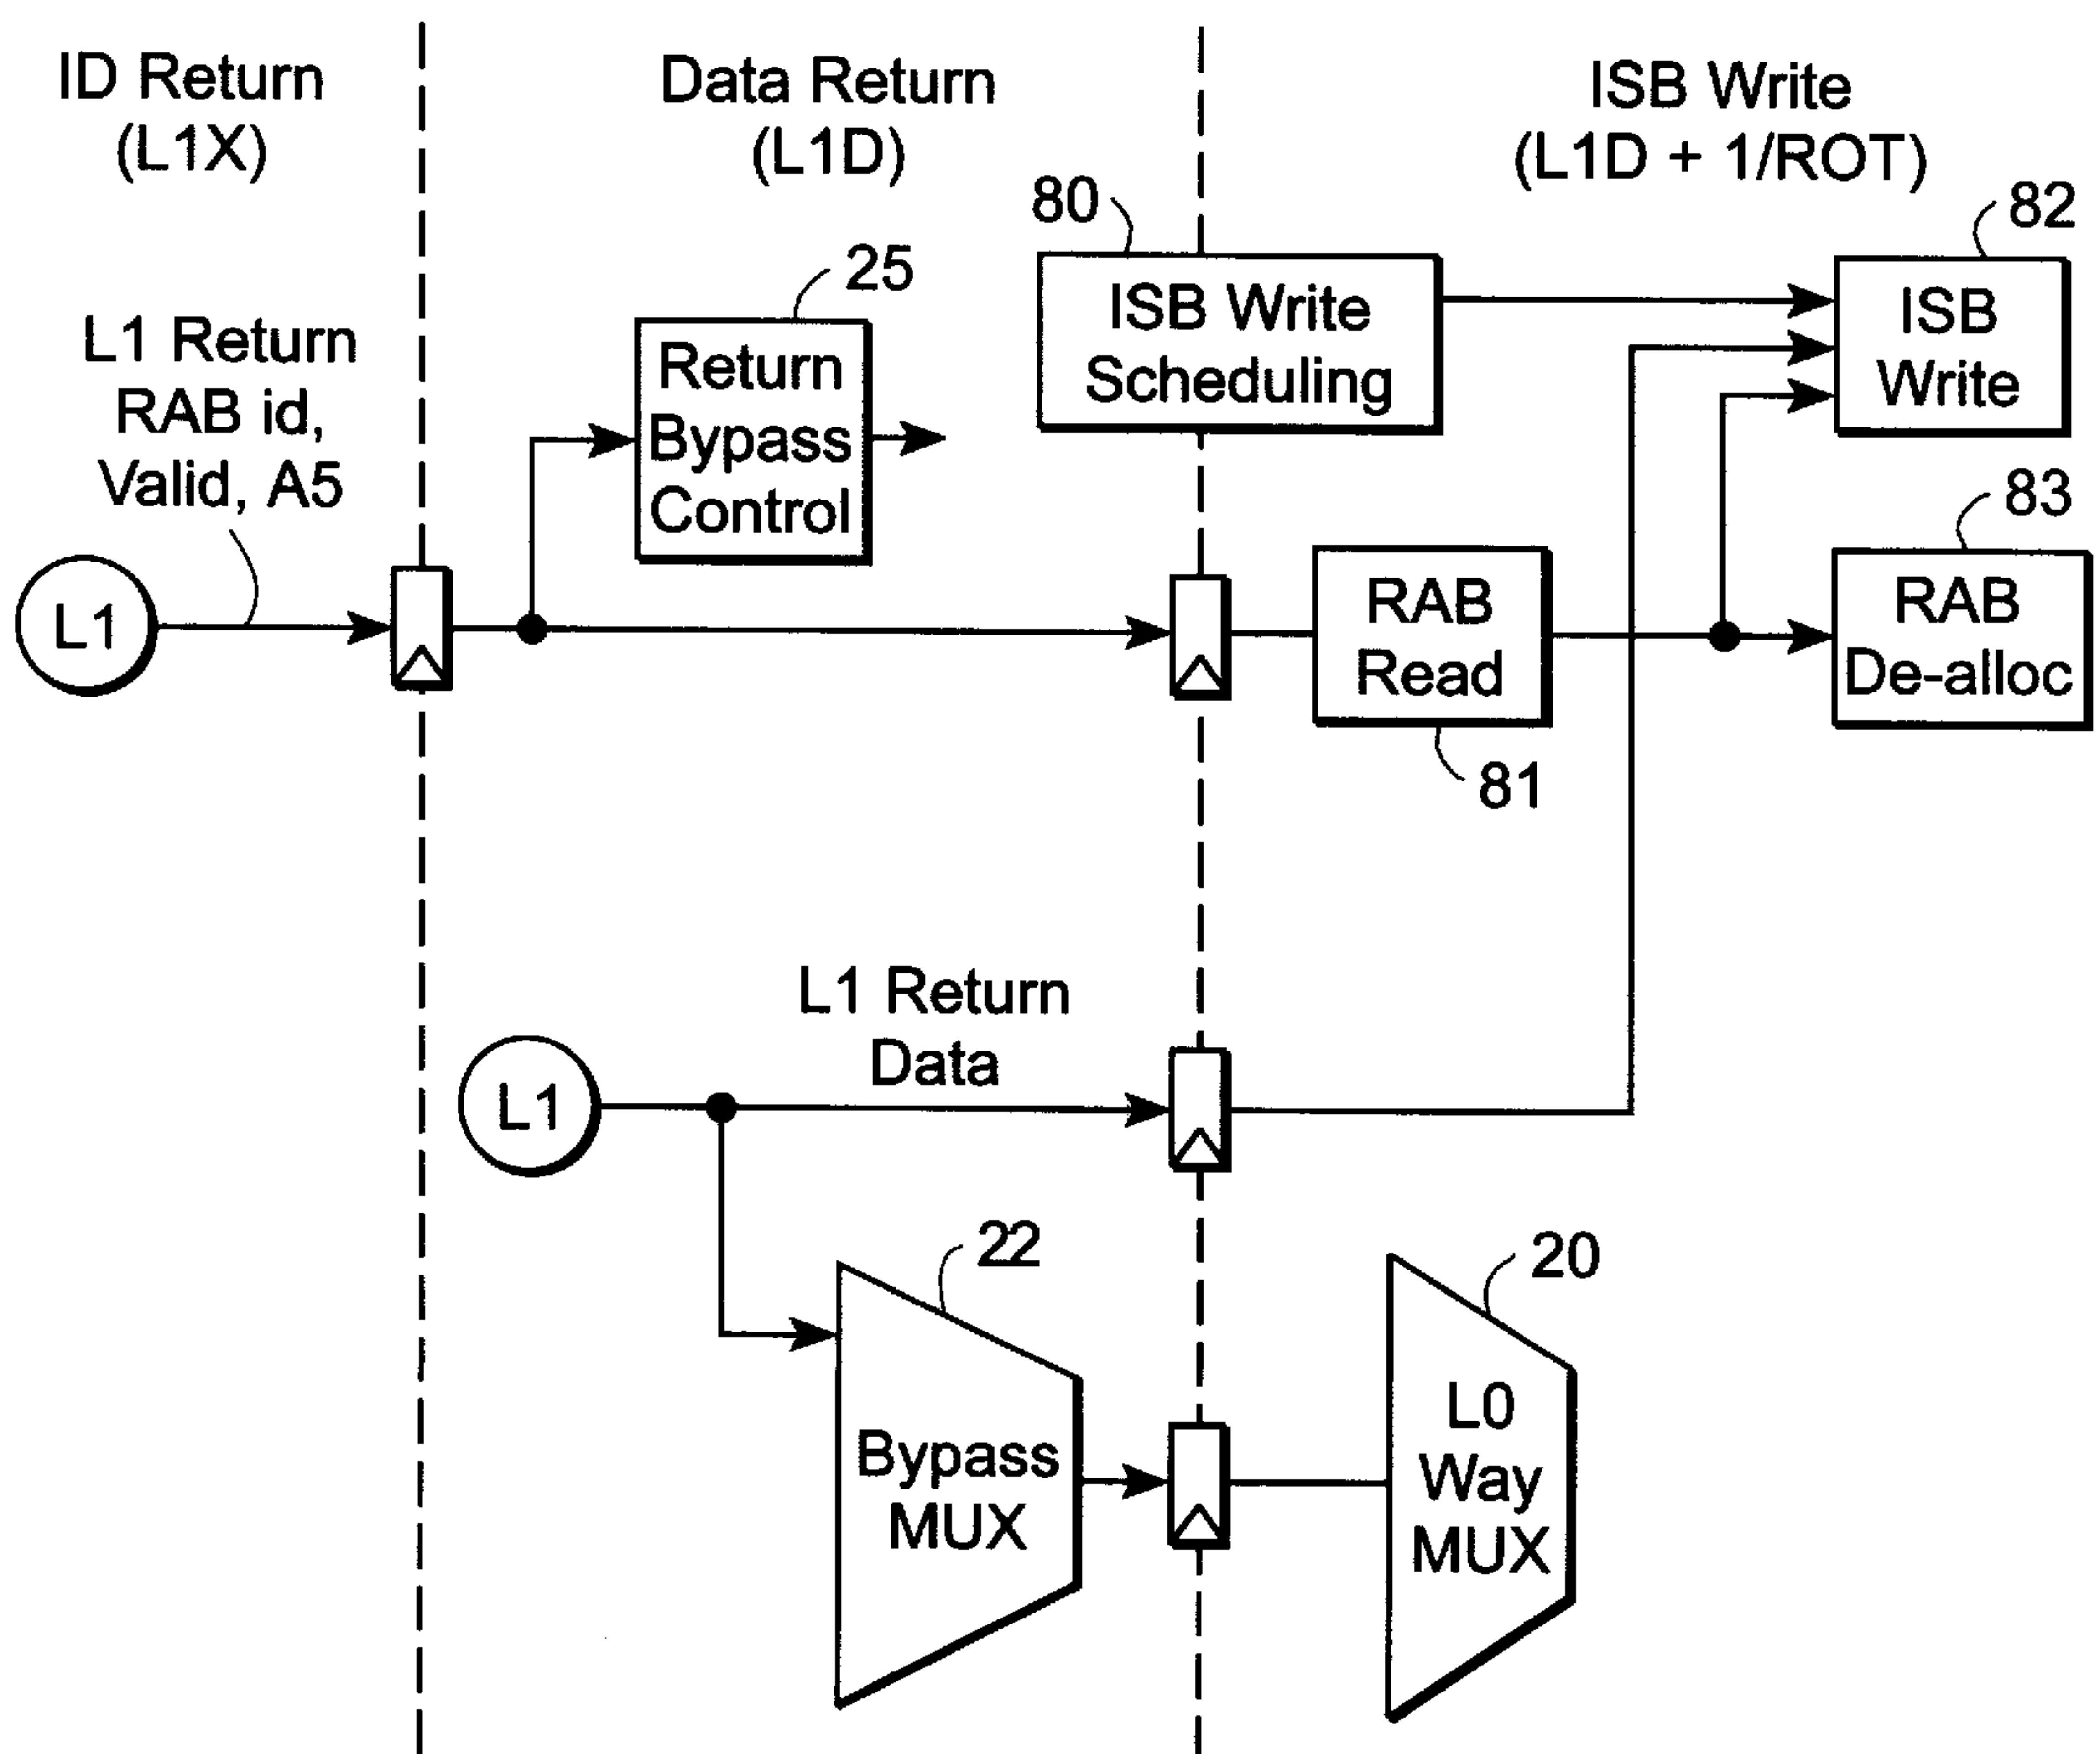 ID Return
(L1X)
Data Return
(L1D)
ISB Write
(L1D + 1/ROT)
80
82
25
L1 Return
RAB id,
Valid, A5
Return
Bypass
Control
ISB Write
Scheduling
ISB
Write
83
L1
RAB
Read
RAB
De-alloc
81
L1 Return
Data
L1
22
20
Bypass
MUX
L0
Way
MUX